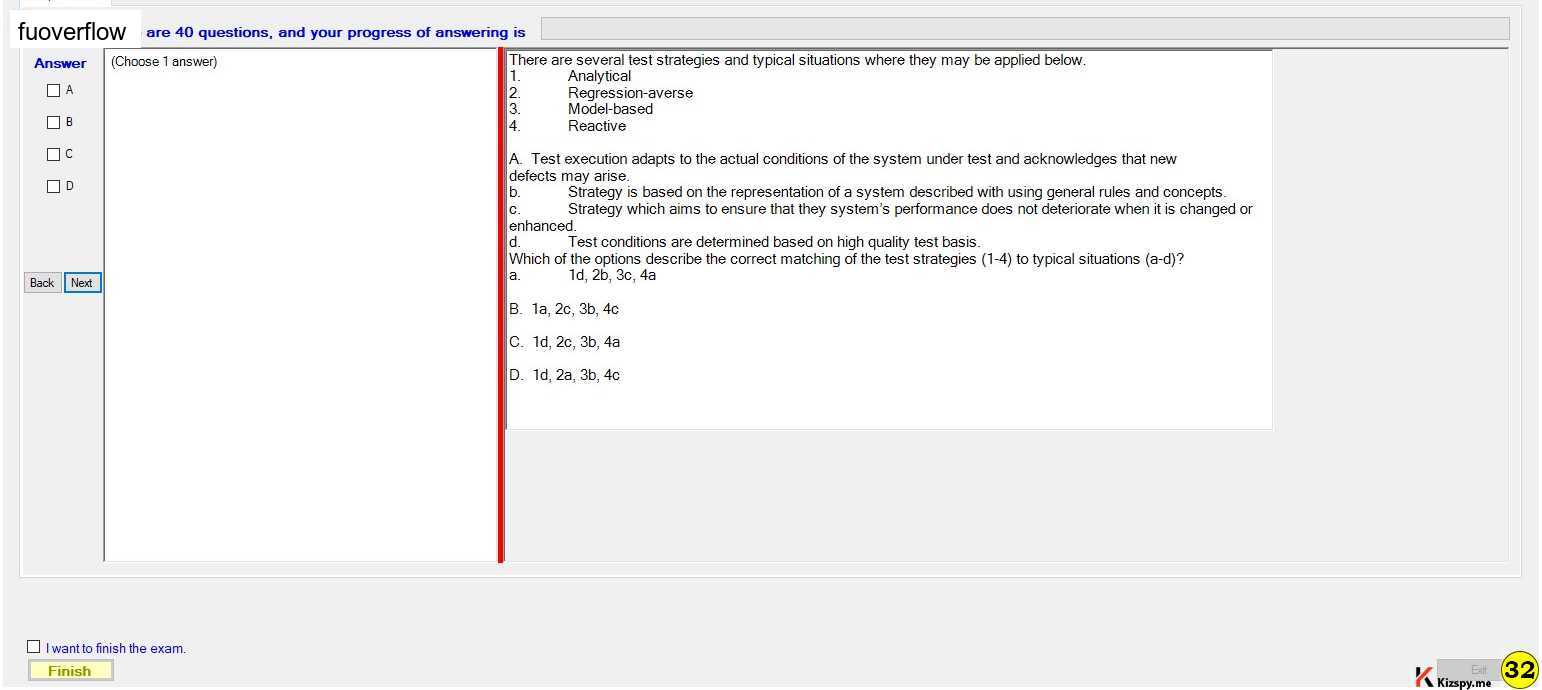 fuoverflow are 40 questions, and your progress of answering is
Answer
(Choose 1 answer)
A
B
C
D
Back Next
There are several test strategies and typical situations where they may be applied below.
1. Analytical
2. Regression-averse
3. Model-based
4. Reactive
A. Test execution adapts to the actual conditions of the system under test and acknowledges that new
defects may arise.
b. Strategy is based on the representation of a system described with using general rules and concepts.
c. Strategy which aims to ensure that they system's performance does not deteriorate when it is changed or
enhanced.
d. Test conditions are determined based on high quality test basis.
Which of the options describe the correct matching of the test strategies (1-4) to typical situations (a-d)?
a. 1d, 2b, 3c, 4a
B. 1a, 2c, 3b, 4c
C. 1d, 2c, 3b, 4a
D. 1d, 2a, 3b, 4c
I want to finish the exam.
Finish
Exit
Kizspy.me
32